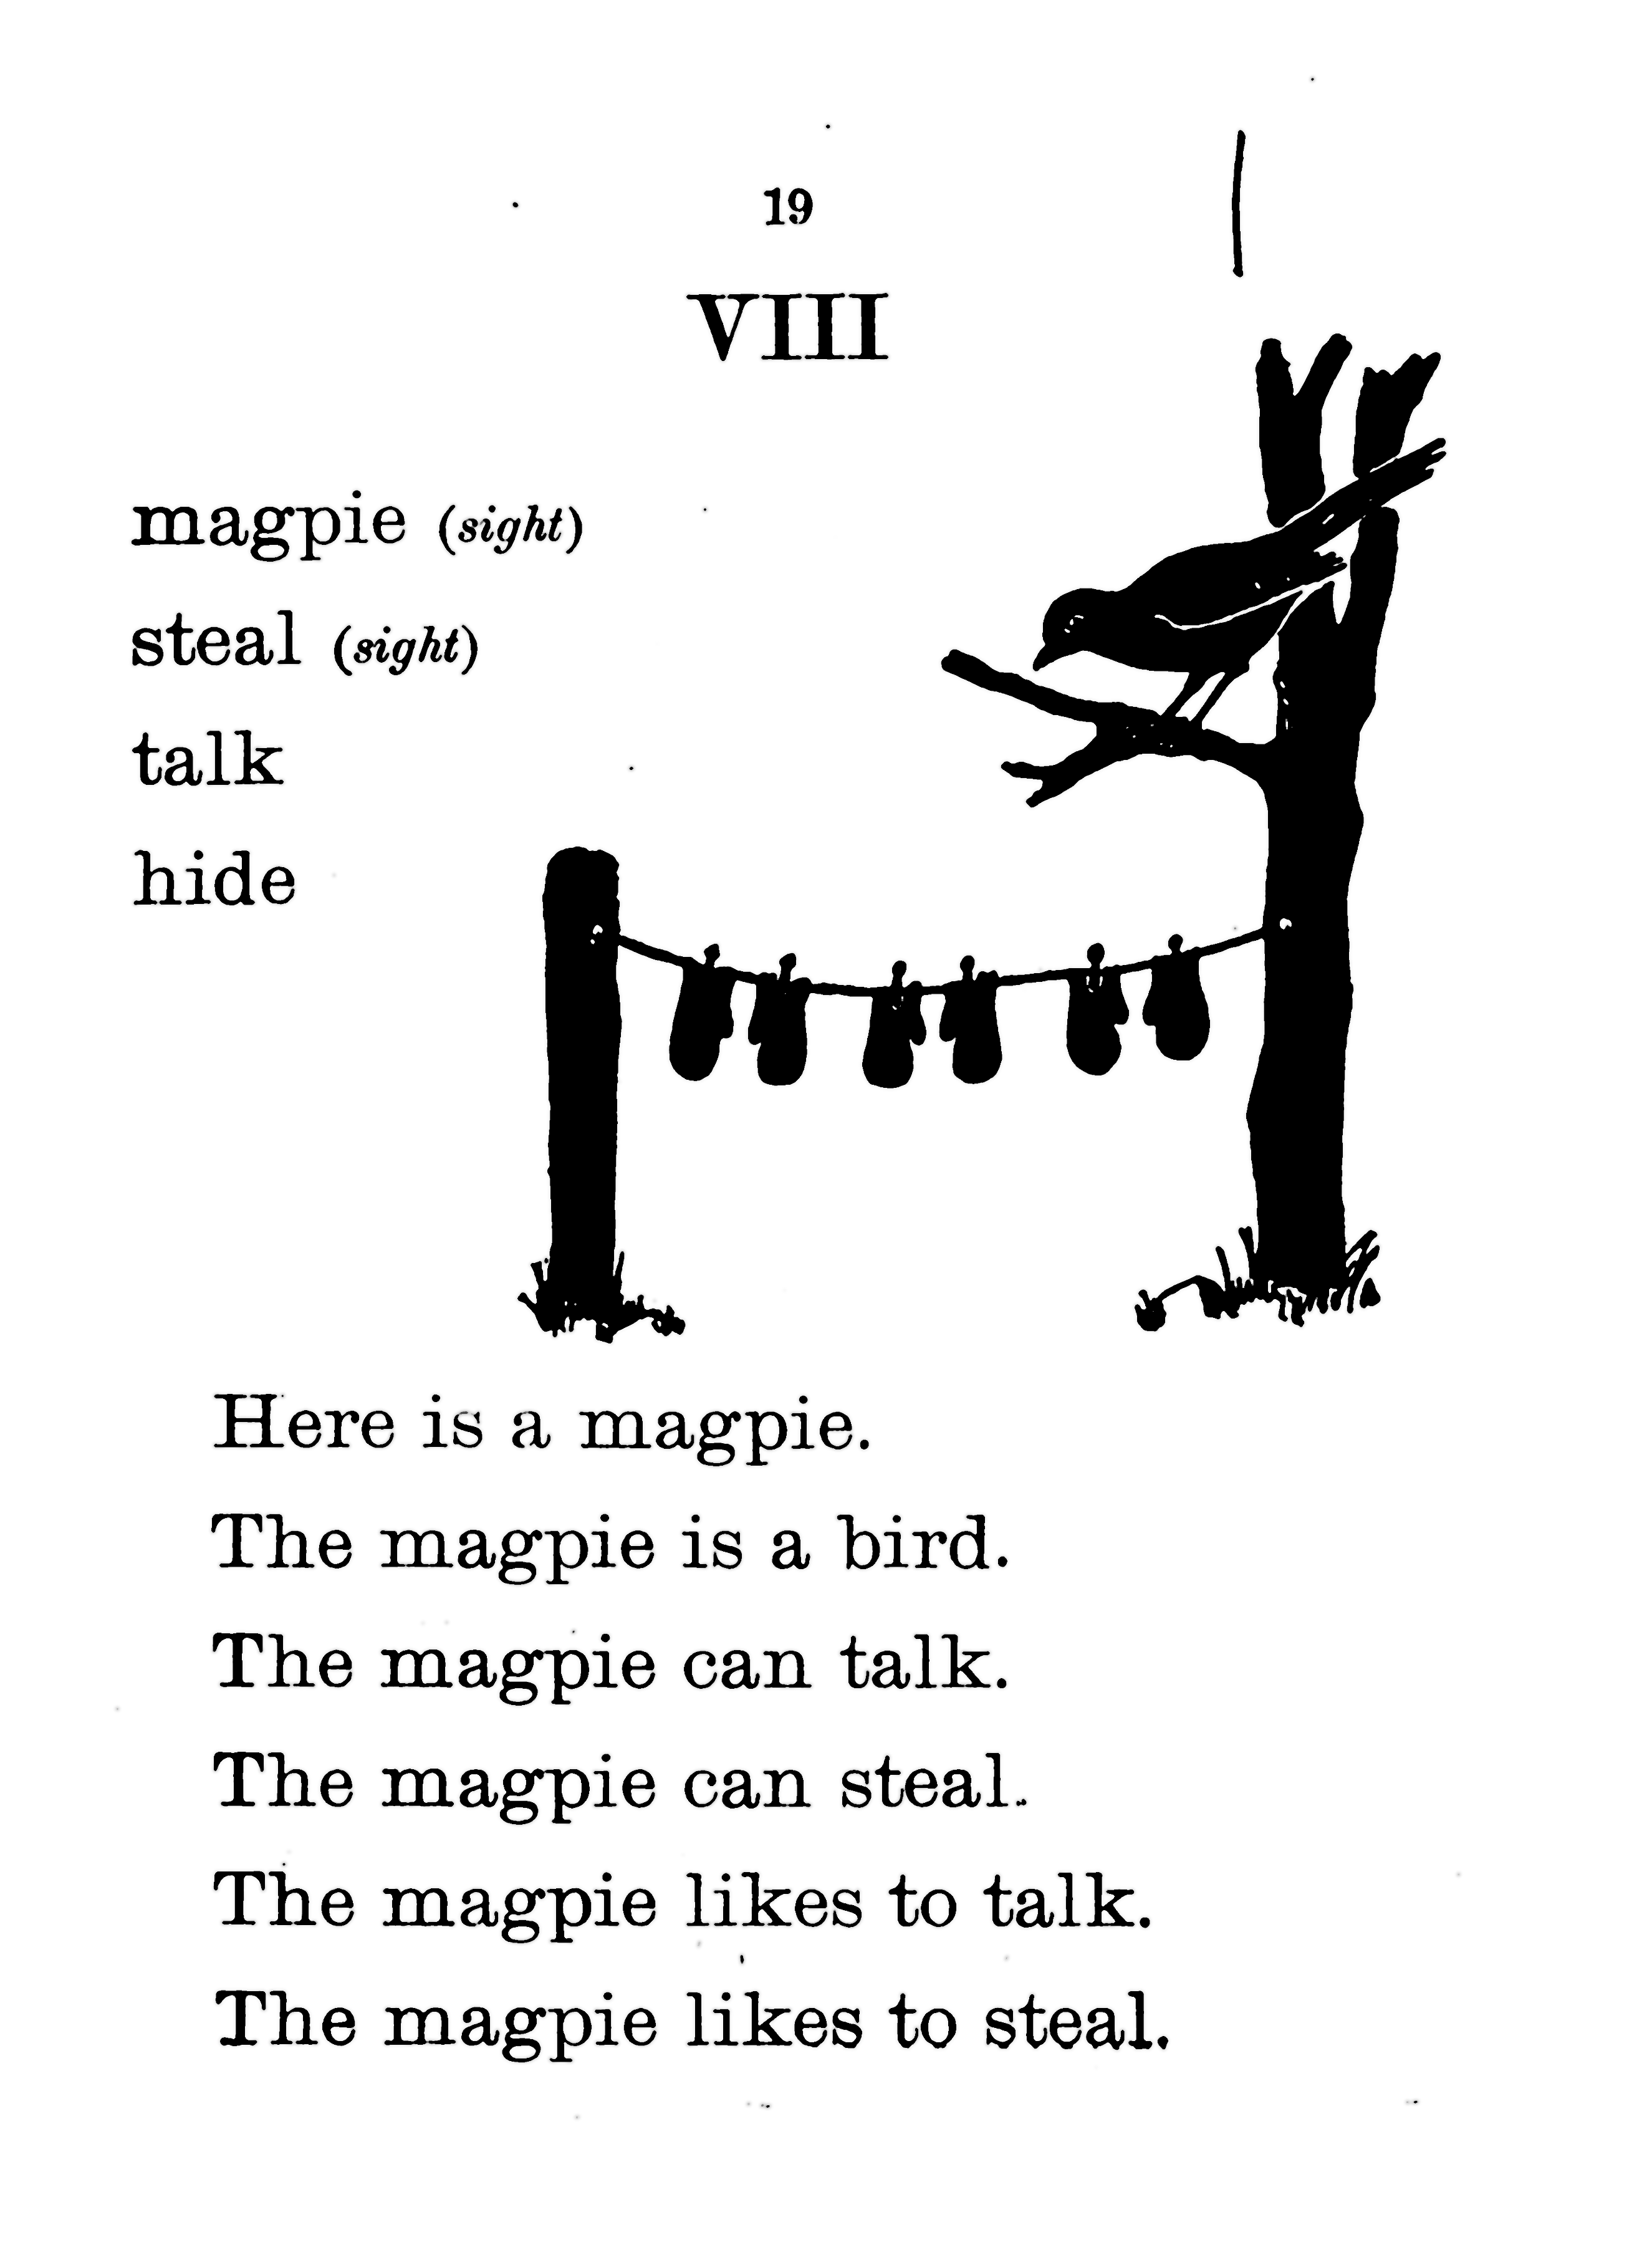 19
VIII
magpie (sight)
steal (sight)
talk
hide
Here is a magpie.
The magpie is a bird.
The magpie can talk.
The magpie can steal.
The magpie likes to talk.
The magpie likes to steal.